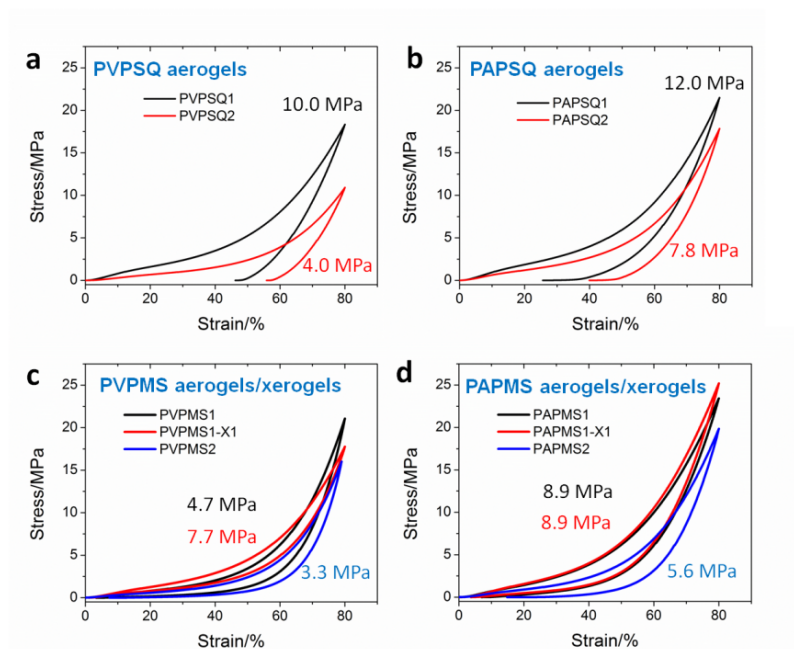 a
PVPSQ aerogels
PVPSQ1
PVPSQ2
10.0 MPa
4.0 MPa
Stress/MPa
25
20
15
10
5
0
0 20 40 60 80
Strain/%
b
PAPSQ aerogels
PAPSQ1
PAPSQ2
12.0 MPa
7.8 MPa
Stress/MPa
25
20
15
10
5
0
0 20 40 60 80
Strain/%
c
PVPMS aerogels/xerogels
PVPMS1
PVPMS1-X1
PVPMS2
4.7 MPa
7.7 MPa
3.3 MPa
Stress/MPa
25
20
15
10
5
0
0 20 40 60 80
Strain/%
d
PAPMS aerogels/xerogels
PAPMS1
PAPMS1-X1
PAPMS2
8.9 MPa
8.9 MPa
5.6 MPa
Stress/MPa
25
20
15
10
5
0
0 20 40 60 80
Strain/%